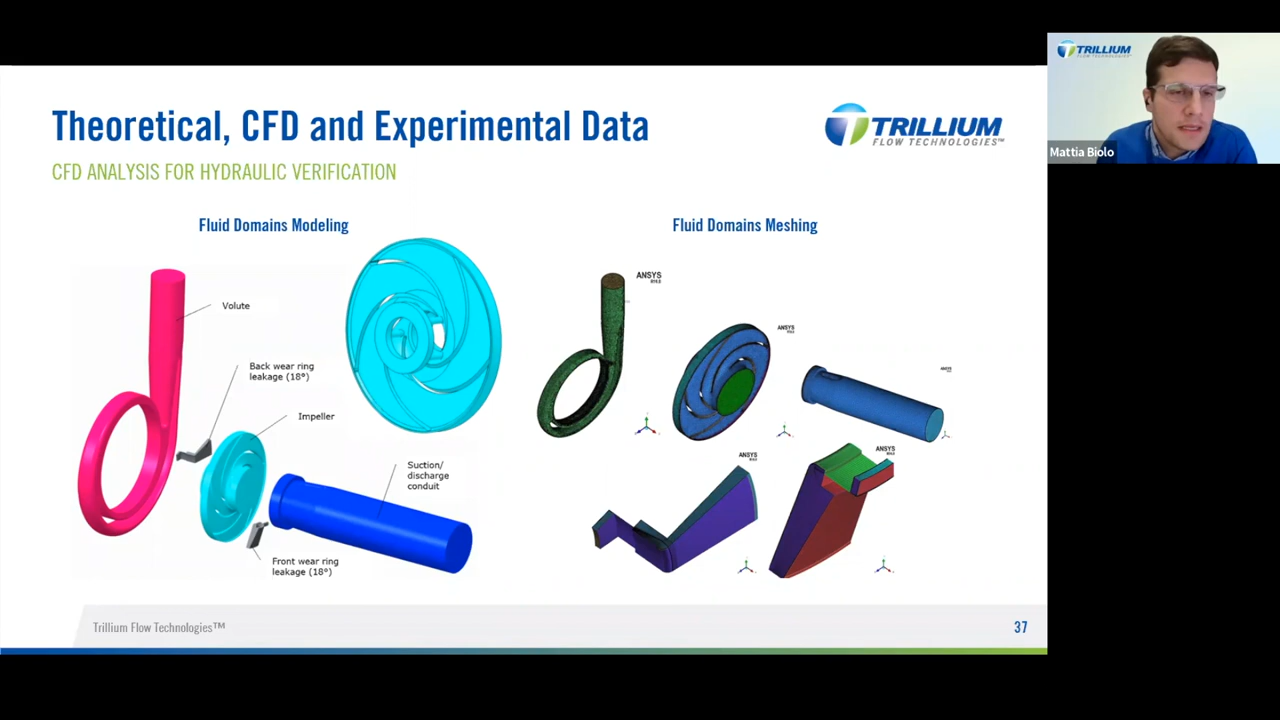 Theoretical, CFD and Experimental Data
CFD ANALYSIS FOR HYDRAULIC VERIFICATION
TRILLIUM
FLOW TECHNOLOGIES™
TRILLIUM
FLOW TECHNOLOGIES™
Mattia Biolo
Fluid Domains Modeling
Volute
Back wear ring
leakage (18°)
Impeller
Suction/
discharge
conduit
Front wear ring
leakage (18°)
Fluid Domains Meshing
ANSYS
ANSYS
ANSYS
ANSYS
ANSYS
Trillium Flow Technologies™
37